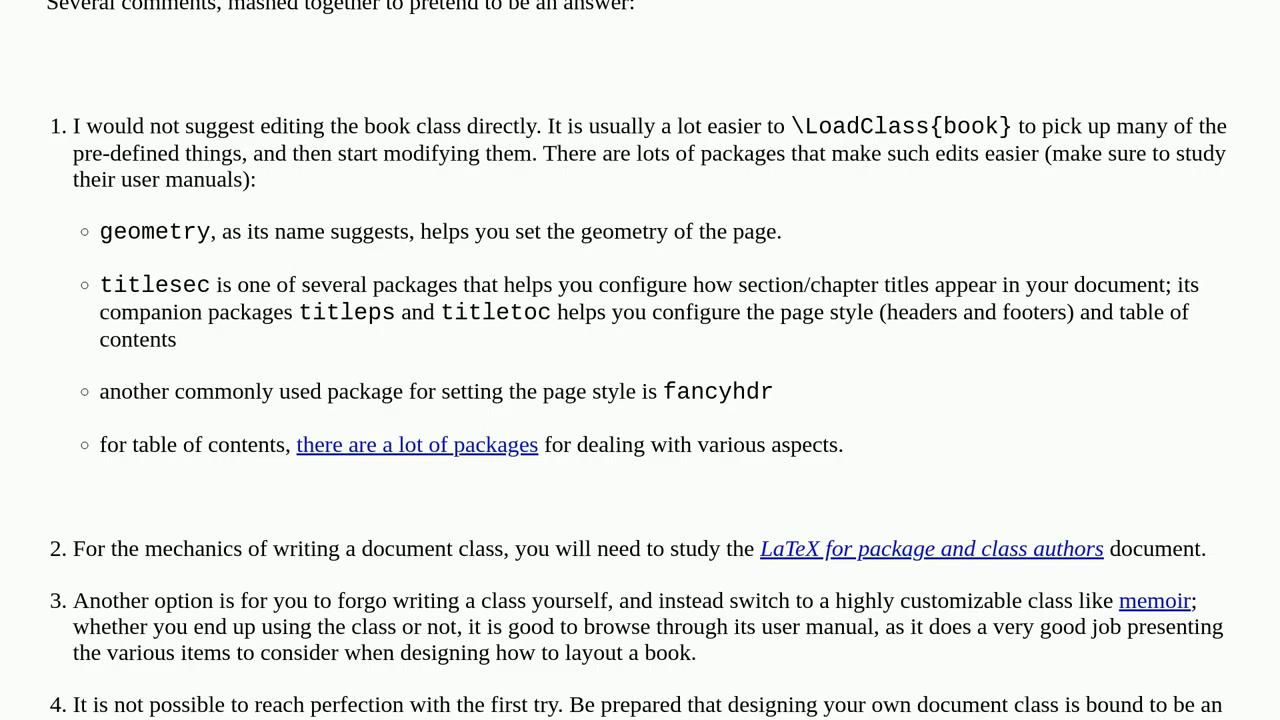 Several comments, mashed together to pretend to be an answer:
1. I would not suggest editing the book class directly. It is usually a lot easier to \LoadClass{book} to pick up many of the
pre-defined things, and then start modifying them. There are lots of packages that make such edits easier (make sure to study
their user manuals):
◦ geometry, as its name suggests, helps you set the geometry of the page.
◦ titlesec is one of several packages that helps you configure how section/chapter titles appear in your document; its
companion packages titleps and titletoc helps you configure the page style (headers and footers) and table of
contents
◦ another commonly used package for setting the page style is fancyhdr
◦ for table of contents, there are a lot of packages for dealing with various aspects.
2. For the mechanics of writing a document class, you will need to study the LaTeX for package and class authors document.
3. Another option is for you to forgo writing a class yourself, and instead switch to a highly customizable class like memoir;
whether you end up using the class or not, it is good to browse through its user manual, as it does a very good job presenting
the various items to consider when designing how to layout a book.
4. It is not possible to reach perfection with the first try. Be prepared that designing your own document class is bound to be an